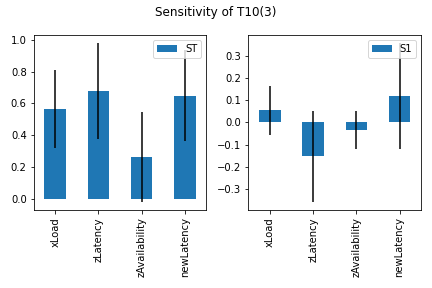 Sensitivity of T10(3)
ST
1.0
0.8
0.6
0.4
0.2
0.0
xLoad
zLatency
zAvailability
newLatency
S1
0.3
0.2
0.1
0.0
−0.1
−0.2
−0.3
xLoad
zLatency
zAvailability
newLatency